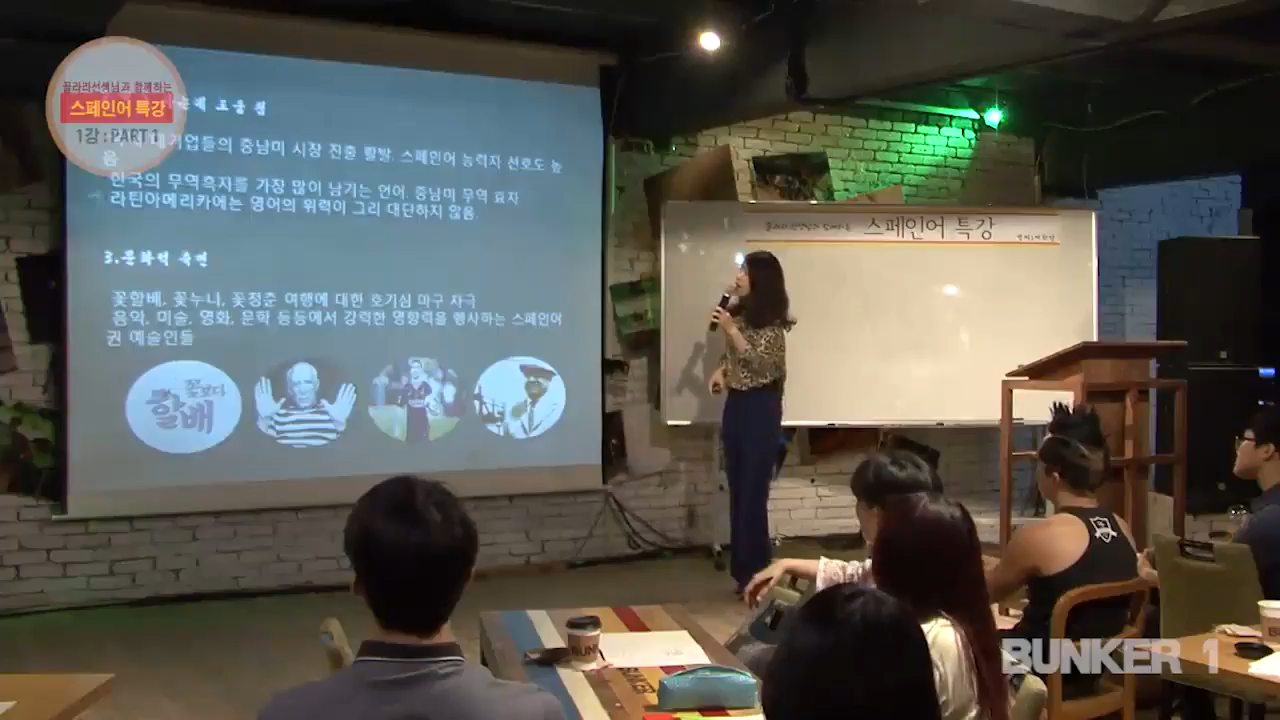 꼴라라선생님과 함께하는
스페인어 특강
1강 : PART 1
도움 점
대기업들의 중남미 시장 진출 활발. 스페인어 능력자 선호도 높
음
한국의 무역흑자를 가장 많이 남기는 언어, 중남미 무역 효자
라틴아메리카에는 영어의 위력이 그리 대단하지 않음.
3.문화적 측면
꽃할배, 꽃누나, 꽃청춘 여행에 대한 호기심 마구 자극
음악, 미술, 영화, 문학 등등에서 강력한 영향력을 행사하는 스페인어
권 예술인들
꽃보다
할배
스페인어 특강
BUNKER 1